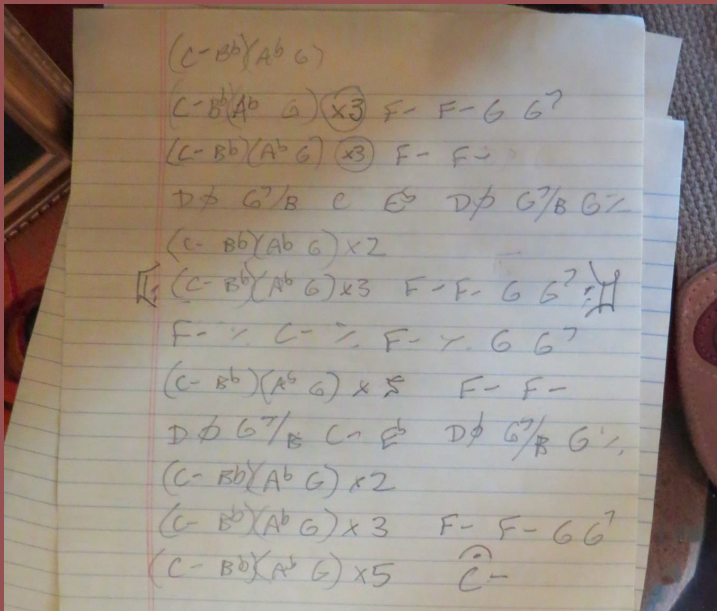 (C- Bb)(Ab G)
(C- Bb)(Ab G) x3 F- F- G G7
(C- Bb)(Ab G) x3 F- F-
Dø G7/B C Eb Dø G7/B G ٪
(C- Bb)(Ab G) x2
𝄆 (C- Bb)(Ab G) x3 F- F- G G7 𝄇
F- ٪ C- ٪ F- ٪ G G7
(C- Bb)(Ab G) x F- F-
Dø G7/B C- Eb Dø G7/B G ٪
(C- Bb)(Ab G) x2
(C- Bb)(Ab G) x3 F- F- G G7
(C- Bb)(Ab G) x5 C-